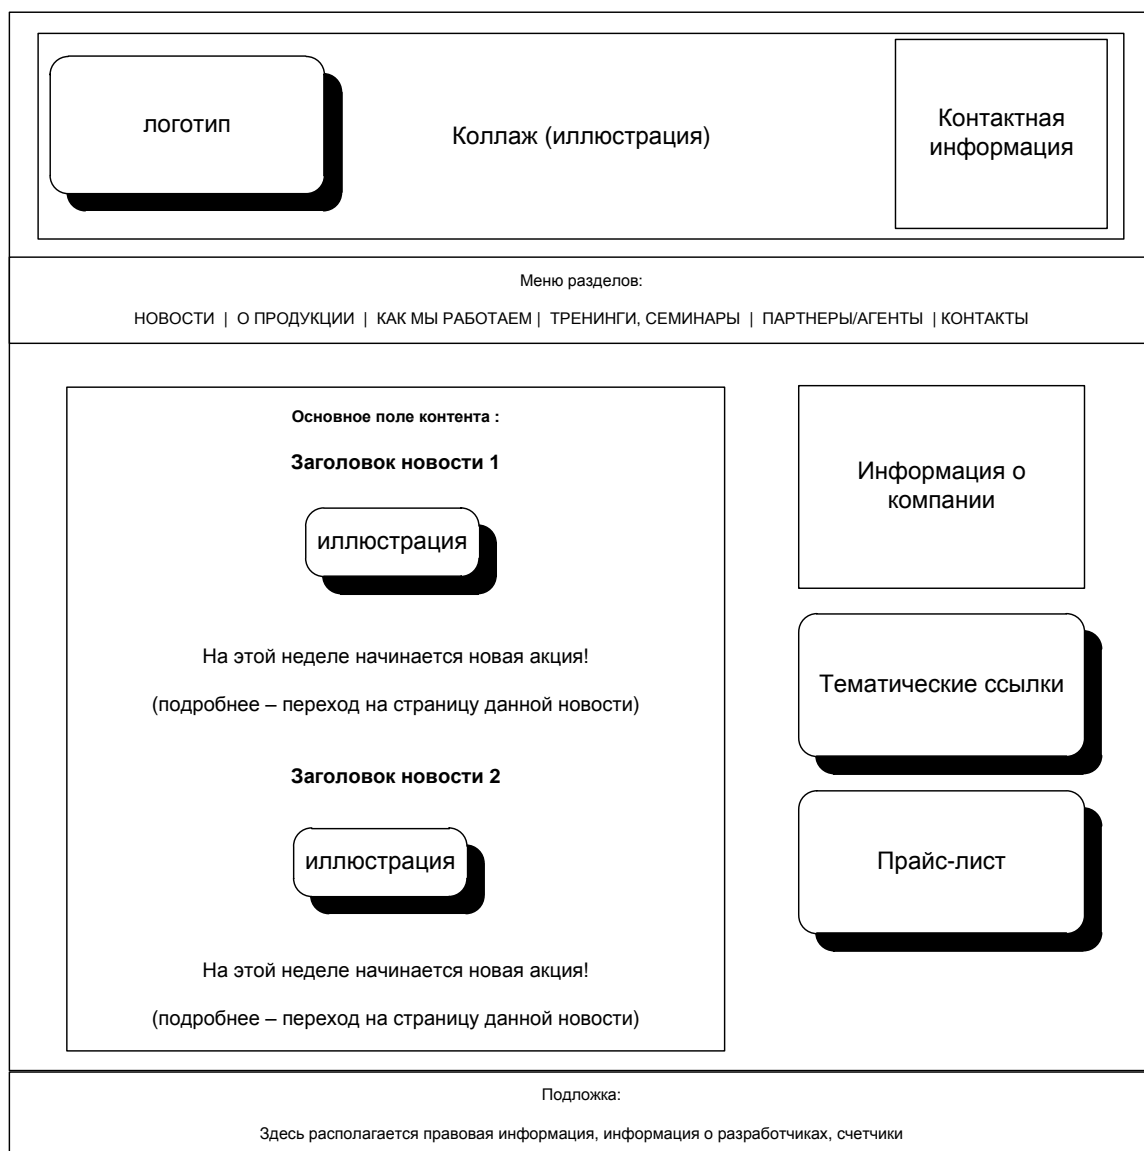 логотип
Коллаж (иллюстрация)
Контактная
информация
Меню разделов:
НОВОСТИ | О ПРОДУКЦИИ | КАК МЫ РАБОТАЕМ | ТРЕНИНГИ, СЕМИНАРЫ | ПАРТНЕРЫ/АГЕНТЫ | КОНТАКТЫ
Основное поле контента :
Заголовок новости 1
иллюстрация
На этой неделе начинается новая акция!
(подробнее – переход на страницу данной новости)
Заголовок новости 2
иллюстрация
На этой неделе начинается новая акция!
(подробнее – переход на страницу данной новости)
Информация о
компании
Тематические ссылки
Прайс-лист
Подложка:
Здесь располагается правовая информация, информация о разработчиках, счетчики